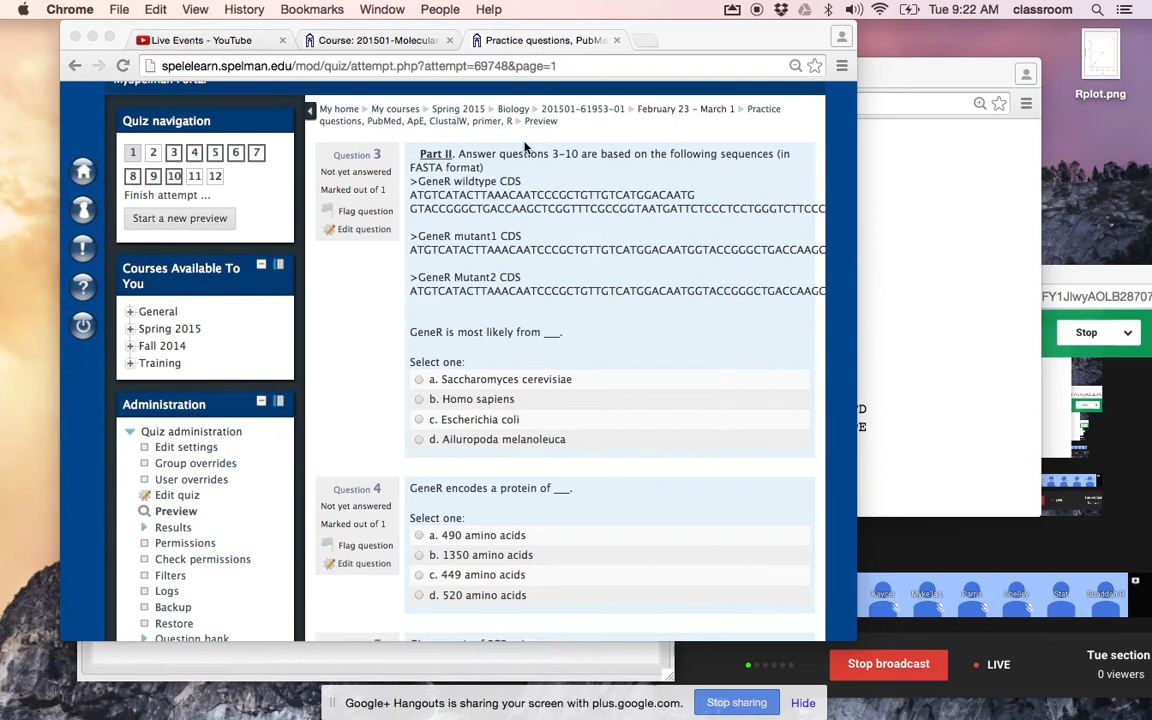 Chrome File Edit View History Bookmarks Window People Help Tue 9:22 AM classroom
Live Events - YouTube × Course: 201501-Molecular × Practice questions, PubMe ×
spelelearn.spelman.edu/mod/quiz/attempt.php?attempt=69748&page=1
Rplot.png
My home My courses Spring 2015 Biology 201501-61953-01 February 23 – March 1 Practice
questions, PubMed, ApE, ClustalW, primer, R Preview
Quiz navigation
1 2 3 4 5 6 7
8 9 10 11 12
Finish attempt ...
Start a new preview
Courses Available To
You
General
Spring 2015
Fall 2014
Training
Administration
Quiz administration
Edit settings
Group overrides
User overrides
Edit quiz
Preview
Results
Permissions
Check permissions
Filters
Logs
Backup
Restore
Question bank
Question 3
Not yet answered
Marked out of 1
Flag question
Edit question
Part II. Answer questions 3-10 are based on the following sequences (in
FASTA format)
>GeneR wildtype CDS
ATGTCATACTTAAACAATCCCGCTGTTGTCATGGACAATG
GTACCGGGCTGACCAAGCTCGGTTTCGCCGGTAATGATTCTCCCTCCTGGGTCTTCCC
>GeneR mutant1 CDS
ATGTCATACTTAAACAATCCCGCTGTTGTCATGGACAATGGTACCGGGCTGACCAAGC
>GeneR Mutant2 CDS
ATGTCATACTTAAACAATCCCGCTGTTGTCATGGACAATGGTACCGGGCTGACCAAGC
GeneR is most likely from ___.
Select one:
a. Saccharomyces cerevisiae
b. Homo sapiens
c. Escherichia coli
d. Ailuropoda melanoleuca
Question 4
Not yet answered
Marked out of 1
Flag question
Edit question
GeneR encodes a protein of ___.
Select one:
a. 490 amino acids
b. 1350 amino acids
c. 449 amino acids
d. 520 amino acids
FY1JlwyAOLB28707
Stop
PD
PE
Kaycee Parris Shelley
Stop broadcast
LIVE
Tue section
0 viewers
Google+ Hangouts is sharing your screen with plus.google.com.
Stop sharing
Hide